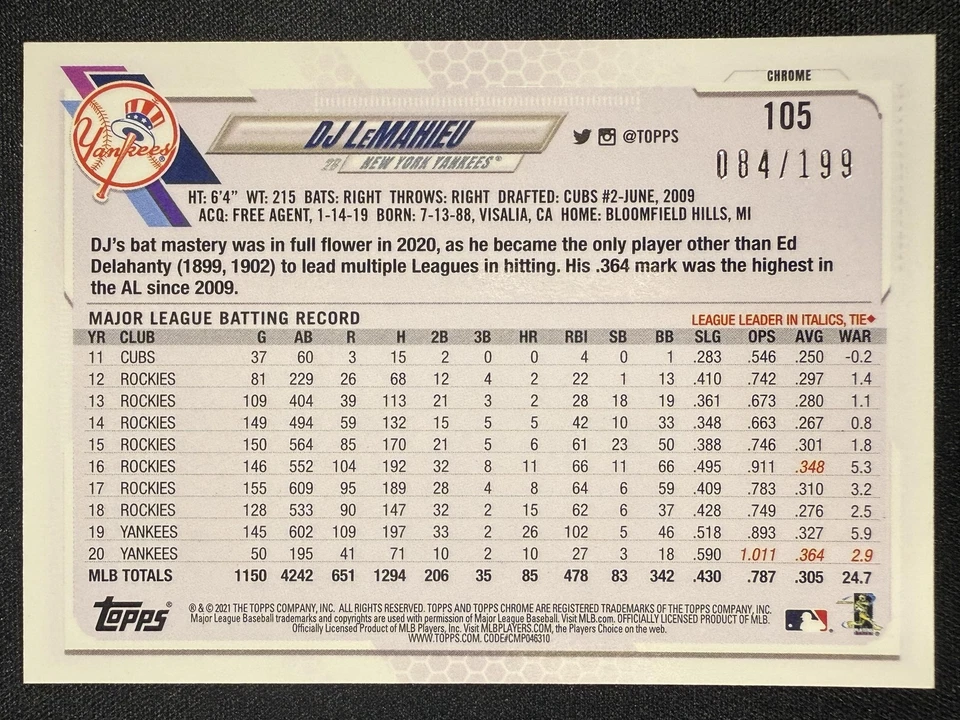 CHROME
105
084/199
Yankees
DJ LeMAHIEU
@TOPPS
2B NEW YORK YANKEES®
HT: 6'4" WT: 215 BATS: RIGHT THROWS: RIGHT DRAFTED: CUBS #2-JUNE, 2009
ACQ: FREE AGENT, 1-14-19 BORN: 7-13-88, VISALIA, CA HOME: BLOOMFIELD HILLS, MI
DJ's bat mastery was in full flower in 2020, as he became the only player other than Ed
Delahanty (1899, 1902) to lead multiple Leagues in hitting. His .364 mark was the highest in
the AL since 2009.
MAJOR LEAGUE BATTING RECORD LEAGUE LEADER IN ITALICS, TIE◆
YR CLUB G AB R H 2B 3B HR RBI SB BB SLG OPS AVG WAR
11 CUBS 37 60 3 15 2 0 0 4 0 1 .283 .546 .250 -0.2
12 ROCKIES 81 229 26 68 12 4 2 22 1 13 .410 .742 .297 1.4
13 ROCKIES 109 404 39 113 21 3 2 28 18 19 .361 .673 .280 1.1
14 ROCKIES 149 494 59 132 15 5 5 42 10 33 .348 .663 .267 0.8
15 ROCKIES 150 564 85 170 21 5 6 61 23 50 .388 .746 .301 1.8
16 ROCKIES 146 552 104 192 32 8 11 66 11 66 .495 .911 .348 5.3
17 ROCKIES 155 609 95 189 28 4 8 64 6 59 .409 .783 .310 3.2
18 ROCKIES 128 533 90 147 32 2 15 62 6 37 .428 .749 .276 2.5
19 YANKEES 145 602 109 197 33 2 26 102 5 46 .518 .893 .327 5.9
20 YANKEES 50 195 41 71 10 2 10 27 3 18 .590 1.011 .364 2.9
MLB TOTALS 1150 4242 651 1294 206 35 85 478 83 342 .430 .787 .305 24.7
Topps®
® & © 2021 THE TOPPS COMPANY, INC. ALL RIGHTS RESERVED. TOPPS AND TOPPS CHROME ARE REGISTERED TRADEMARKS OF THE TOPPS COMPANY, INC.
Major League Baseball trademarks and copyrights are used with permission of Major League Baseball. Visit MLB.com. OFFICIALLY LICENSED PRODUCT OF MLB.
Officially Licensed Product of MLB Players, Inc. Visit MLBPLAYERS.com, the Players Choice on the web.
WWW.TOPPS.COM. CODE#CMP046310